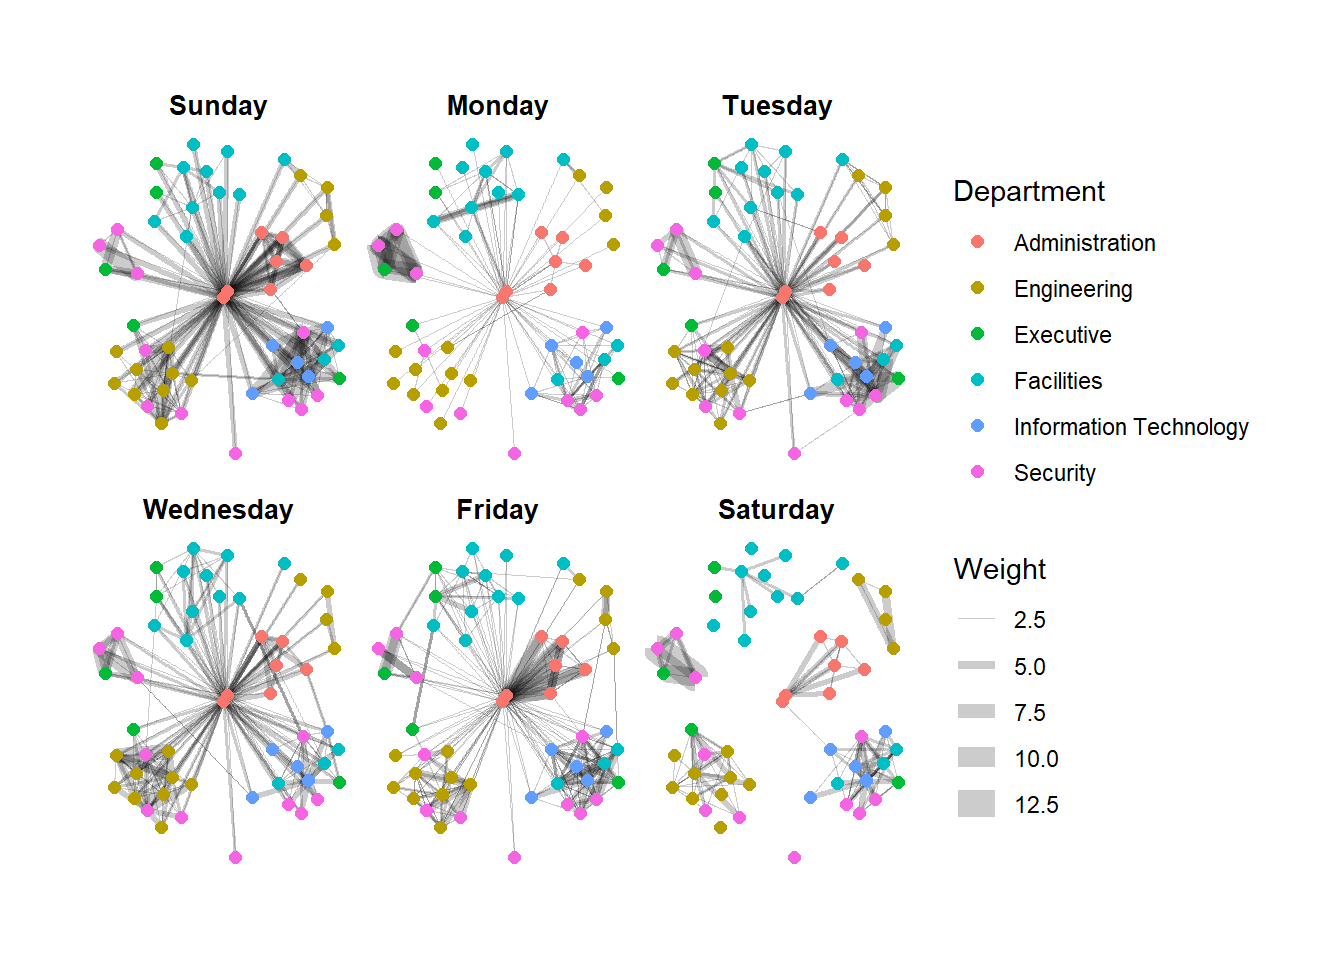 Sunday
Monday
Tuesday
Wednesday
Friday
Saturday
Department
Administration
Engineering
Executive
Facilities
Information Technology
Security
Weight
2.5
5.0
7.5
10.0
12.5